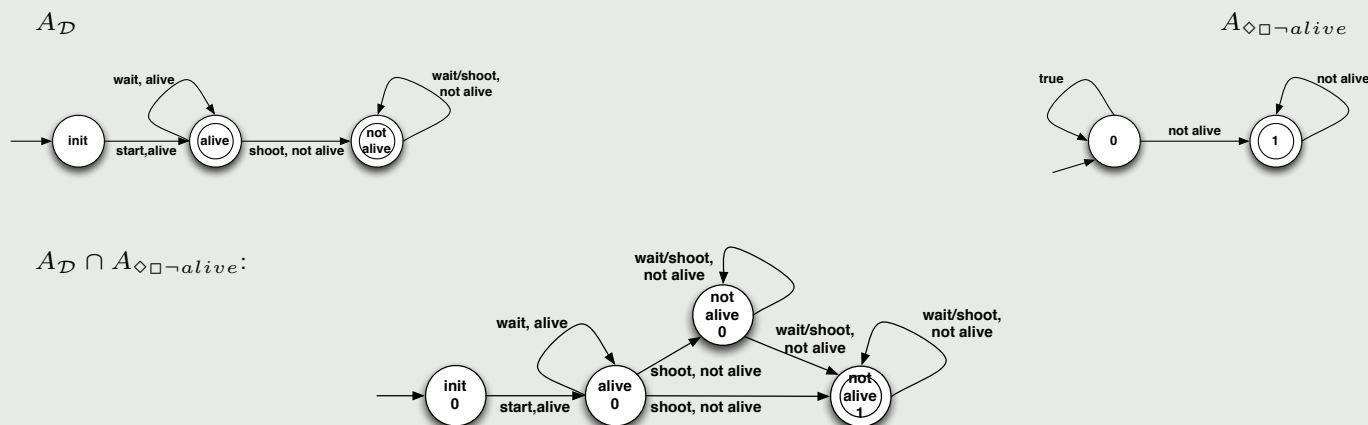 A_𝒟
A_{◇□¬alive}
wait, alive
wait/shoot,
not alive
init
start,alive
alive
shoot, not alive
not
alive
true
not alive
0
not alive
1
A_𝒟 ∩ A_{◇□¬alive}:
wait/shoot,
not alive
not
alive
0
wait, alive
wait/shoot,
not alive
wait/shoot,
not alive
shoot, not alive
init
0
start,alive
alive
0
shoot, not alive
not
alive
1